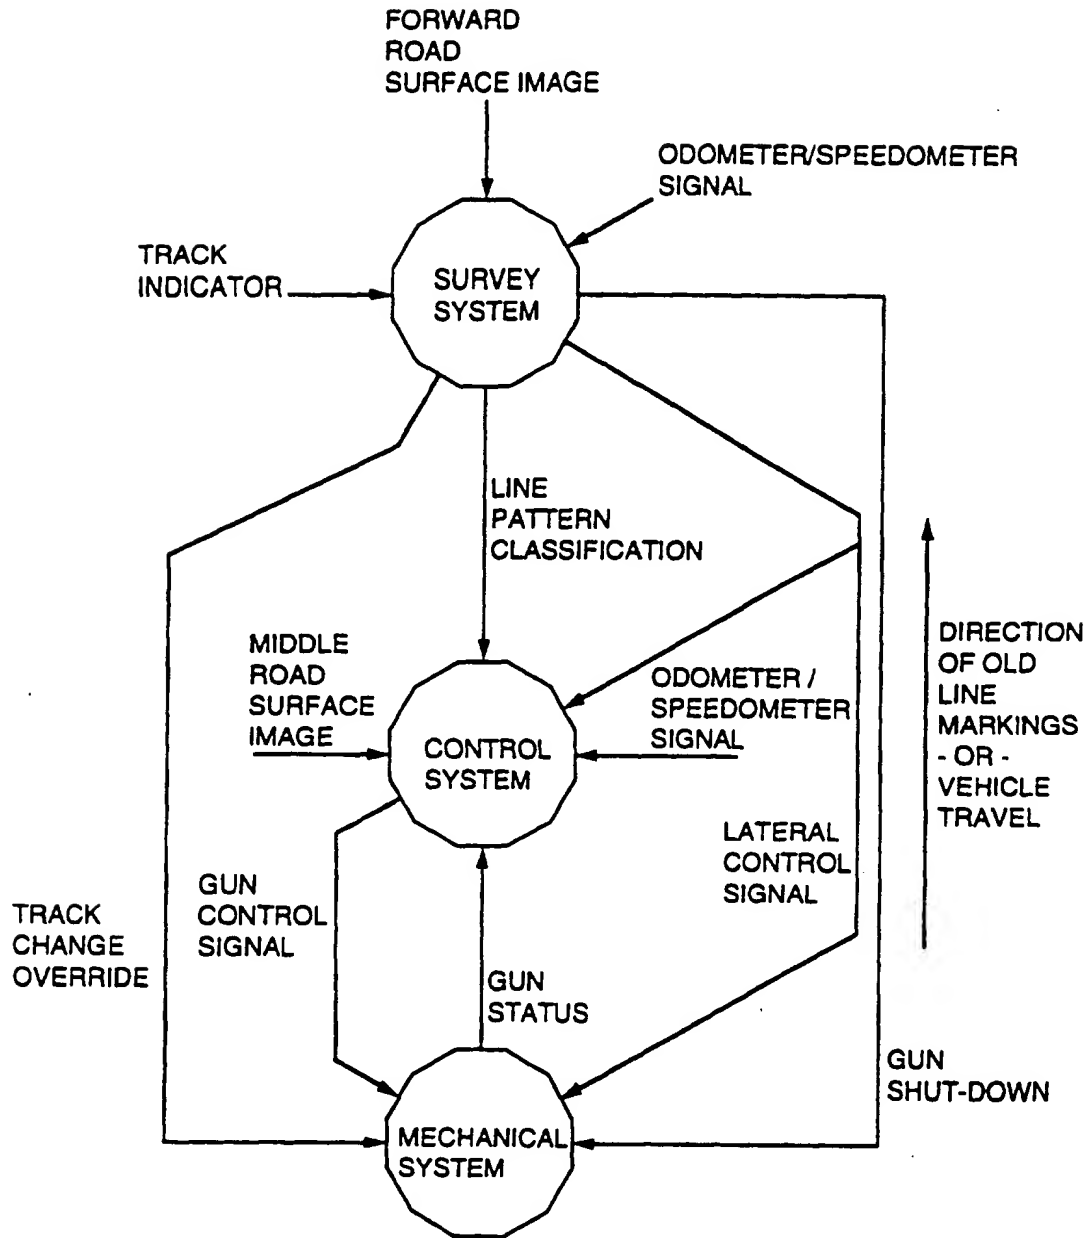 FORWARD
ROAD
SURFACE IMAGE
ODOMETER/SPEEDOMETER
SIGNAL
TRACK
INDICATOR
SURVEY
SYSTEM
LINE
PATTERN
CLASSIFICATION
MIDDLE
ROAD
SURFACE
IMAGE
CONTROL
SYSTEM
ODOMETER /
SPEEDOMETER
SIGNAL
DIRECTION
OF OLD
LINE
MARKINGS
- OR -
VEHICLE
TRAVEL
LATERAL
CONTROL
SIGNAL
GUN
CONTROL
SIGNAL
TRACK
CHANGE
OVERRIDE
GUN
STATUS
GUN
SHUT-DOWN
MECHANICAL
SYSTEM